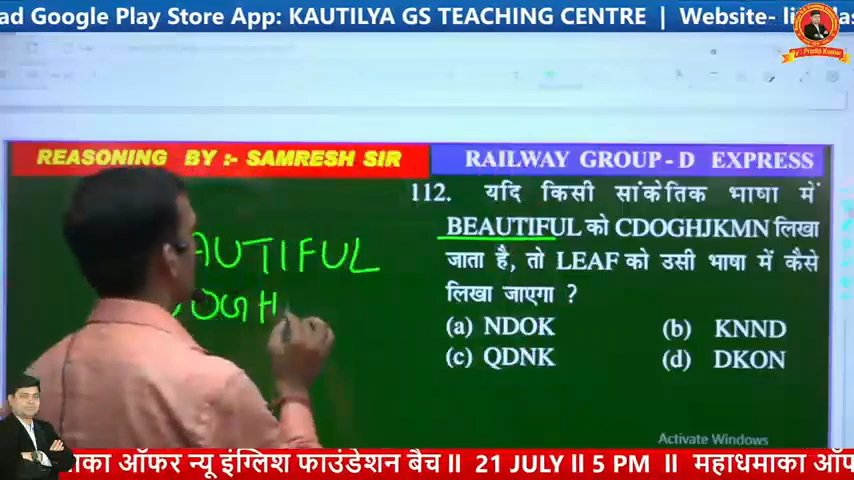 ad Google Play Store App: KAUTILYA GS TEACHING CENTRE | Website- li
REASONING BY :- SAMRESH SIR
RAILWAY GROUP - D EXPRESS
AUTIFUL
OGH
112. यदि किसी सांकेतिक भाषा में
BEAUTIFUL को CDOGHJKMN लिखा
जाता है, तो LEAF को उसी भाषा में कैसे
लिखा जाएगा ?
(a) NDOK (b) KNND
(c) QDNK (d) DKON
Activate Windows
ाका ऑफर न्यू इंग्लिश फाउंडेशन बैच II 21 JULY II 5 PM II महाधमाका ऑफ